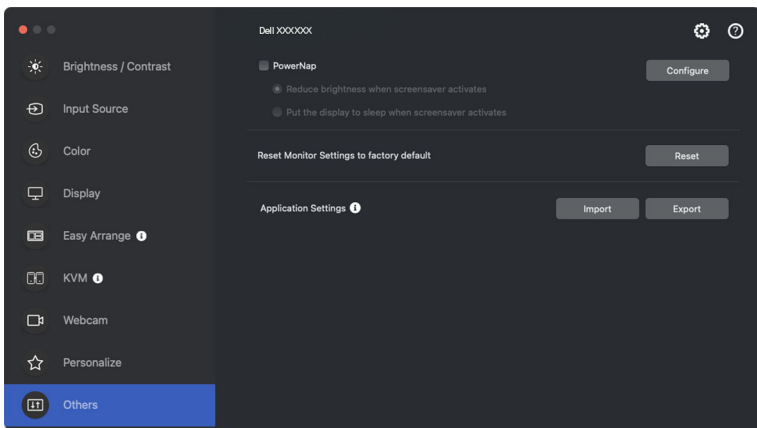 Dell XXXXXX
Brightness / Contrast
Input Source
Color
Display
Easy Arrange
KVM
Webcam
Personalize
Others
PowerNap
Configure
Reduce brightness when screensaver activates
Put the display to sleep when screensaver activates
Reset Monitor Settings to factory default
Reset
Application Settings
Import
Export